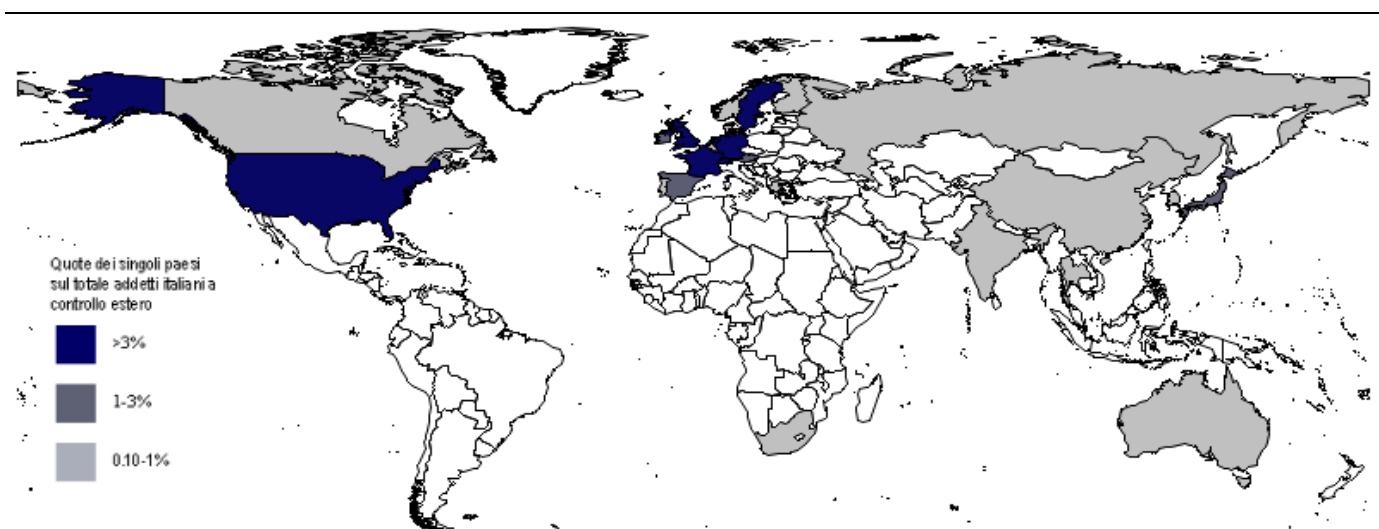 Quote dei singoli paesi
sul totale addetti italiani a
controllo estero
>3%
1-3%
0.10-1%